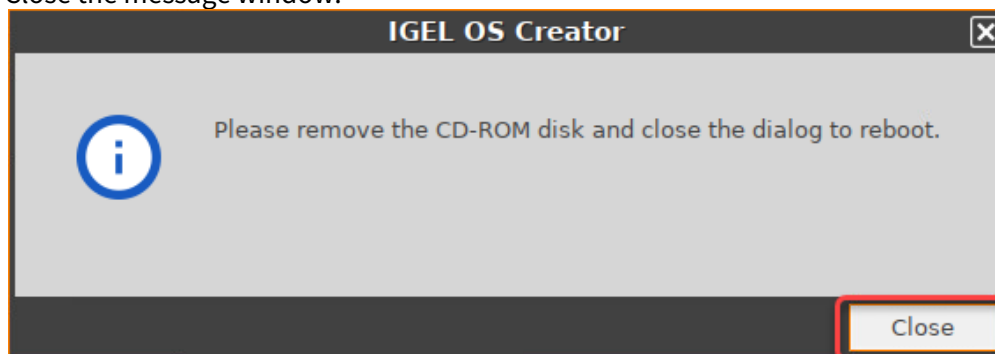 Close the message window.
IGEL OS Creator
Please remove the CD-ROM disk and close the dialog to reboot.
Close